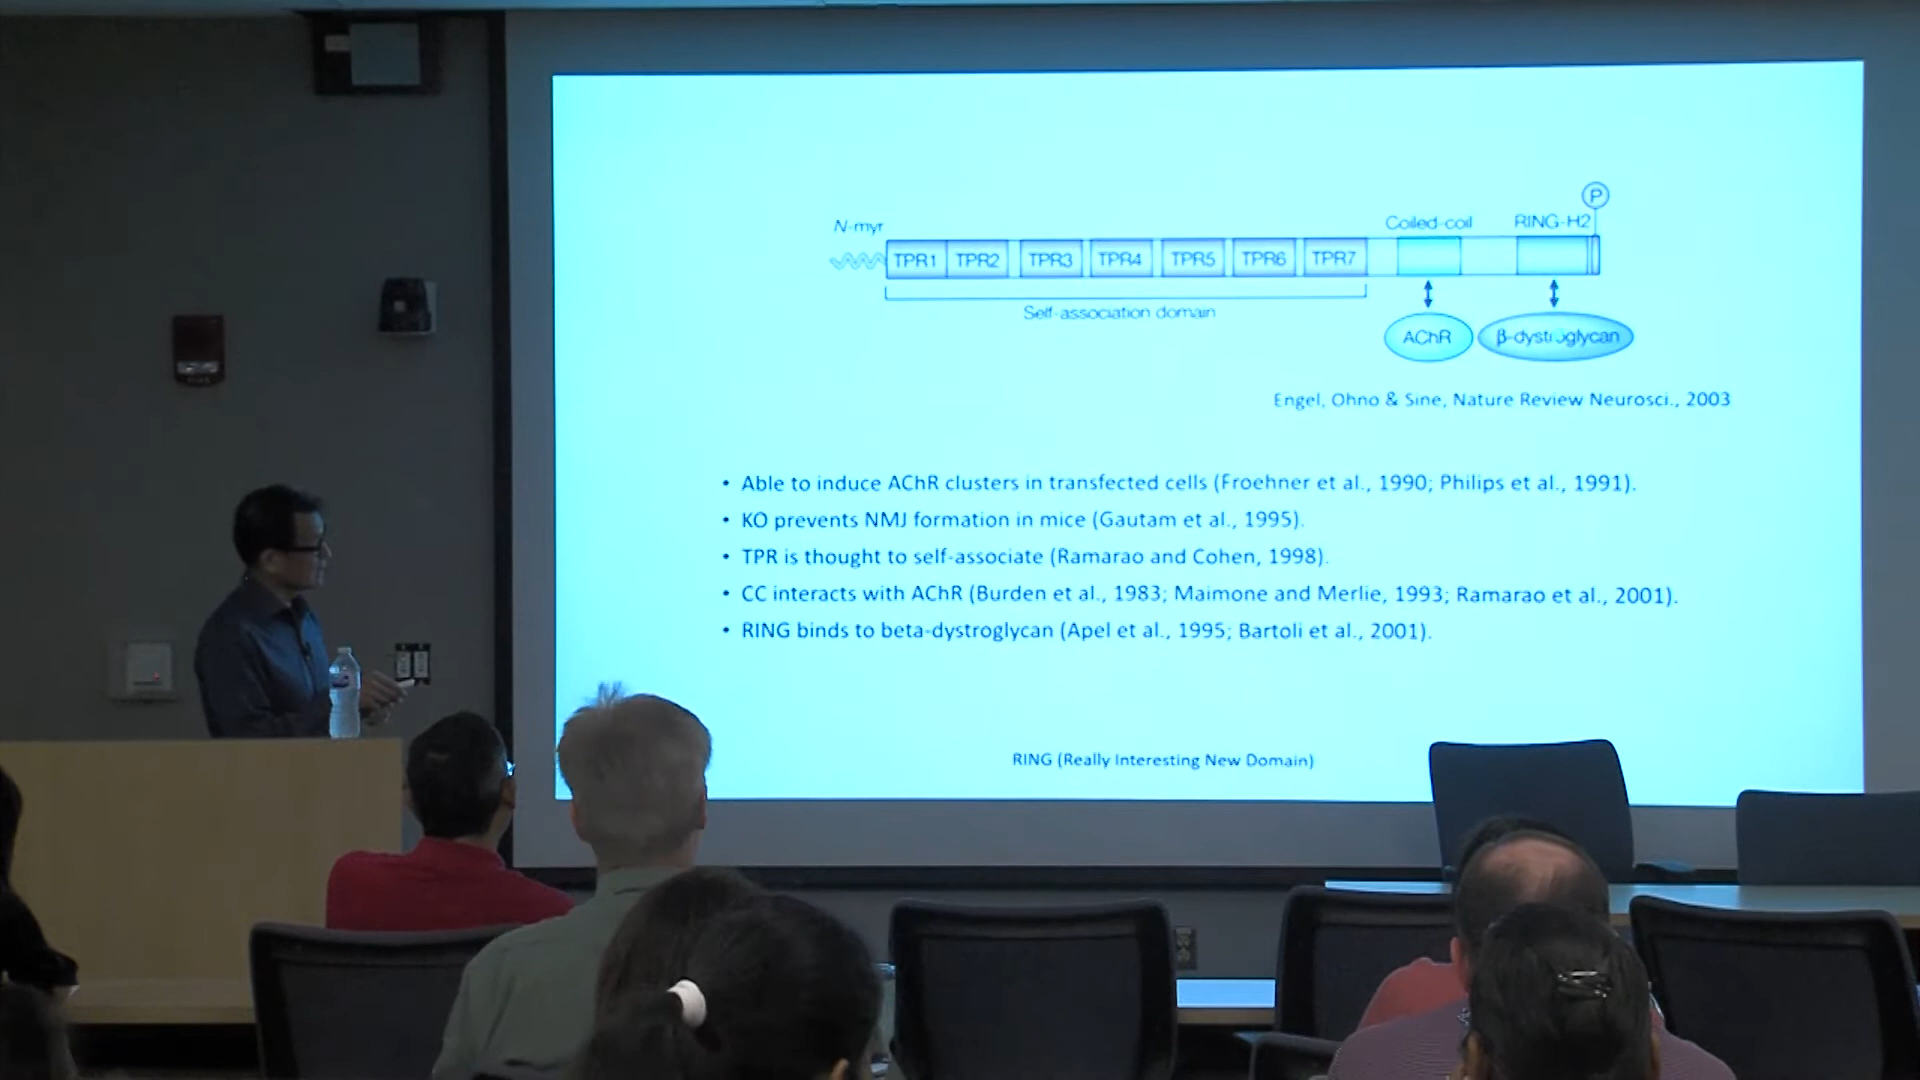 P
N-myr
Coiled-coil
RING-H2
TPR1 TPR2 TPR3 TPR4 TPR5 TPR6 TPR7
Self-association domain
AChR
β-dystroglycan
Engel, Ohno & Sine, Nature Review Neurosci., 2003
• Able to induce AChR clusters in transfected cells (Froehner et al., 1990; Philips et al., 1991).
• KO prevents NMJ formation in mice (Gautam et al., 1995).
• TPR is thought to self-associate (Ramarao and Cohen, 1998).
• CC interacts with AChR (Burden et al., 1983; Maimone and Merlie, 1993; Ramarao et al., 2001).
• RING binds to beta-dystroglycan (Apel et al., 1995; Bartoli et al., 2001).
RING (Really Interesting New Domain)